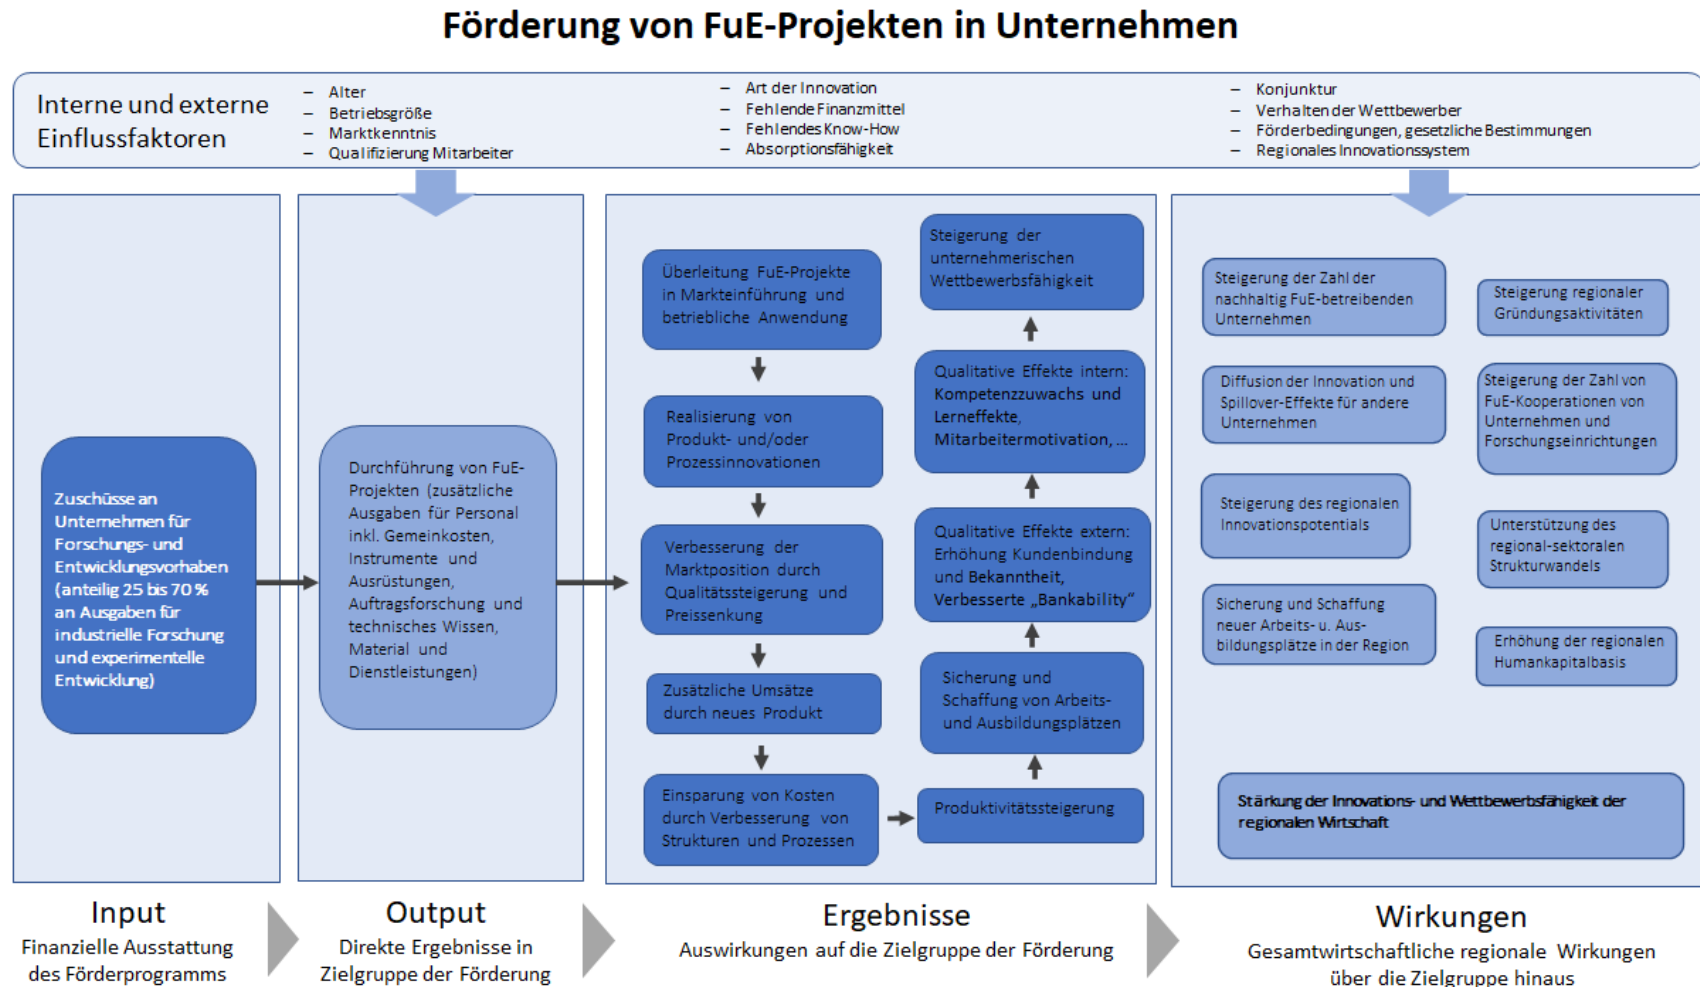 Förderung von FuE-Projekten in Unternehmen
Interne und externe
Einflussfaktoren
– Alter
– Betriebsgröße
– Marktkenntnis
– Qualifizierung Mitarbeiter
– Art der Innovation
– Fehlende Finanzmittel
– Fehlendes Know-How
– Absorptionsfähigkeit
– Konjunktur
– Verhalten der Wettbewerber
– Förderbedingungen, gesetzliche Bestimmungen
– Regionales Innovationssystem
Zuschüsse an
Unternehmen für
Forschungs- und
Entwicklungsvorhaben
(anteilig 25 bis 70 %
an Ausgaben für
industrielle Forschung
und experimentelle
Entwicklung)
Durchführung von FuE-
Projekten (zusätzliche
Ausgaben für Personal
inkl. Gemeinkosten,
Instrumente und
Ausrüstungen,
Auftragsforschung und
technisches Wissen,
Material und
Dienstleistungen)
Überleitung FuE-Projekte
in Markteinführung und
betriebliche Anwendung
Realisierung von
Produkt- und/oder
Prozessinnovationen
Verbesserung der
Marktposition durch
Qualitätssteigerung und
Preissenkung
Zusätzliche Umsätze
durch neues Produkt
Einsparung von Kosten
durch Verbesserung von
Strukturen und Prozessen
Produktivitätssteigerung
Sicherung und
Schaffung von Arbeits-
und Ausbildungsplätzen
Qualitative Effekte extern:
Erhöhung Kundenbindung
und Bekanntheit,
Verbesserte „Bankability“
Qualitative Effekte intern:
Kompetenzzuwachs und
Lerneffekte,
Mitarbeitermotivation, ...
Steigerung der
unternehmerischen
Wettbewerbsfähigkeit
Steigerung der Zahl der
nachhaltig FuE-betreibenden
Unternehmen
Diffusion der Innovation und
Spillover-Effekte für andere
Unternehmen
Steigerung des regionalen
Innovationspotentials
Sicherung und Schaffung
neuer Arbeits- u. Aus-
bildungsplätze in der Region
Steigerung regionaler
Gründungsaktivitäten
Steigerung der Zahl von
FuE-Kooperationen von
Unternehmen und
Forschungseinrichtungen
Unterstützung des
regional-sektoralen
Strukturwandels
Erhöhung der regionalen
Humankapitalbasis
Stärkung der Innovations- und Wettbewerbsfähigkeit der
regionalen Wirtschaft
Input
Finanzielle Ausstattung
des Förderprogramms
Output
Direkte Ergebnisse in
Zielgruppe der Förderung
Ergebnisse
Auswirkungen auf die Zielgruppe der Förderung
Wirkungen
Gesamtwirtschaftliche regionale Wirkungen
über die Zielgruppe hinaus